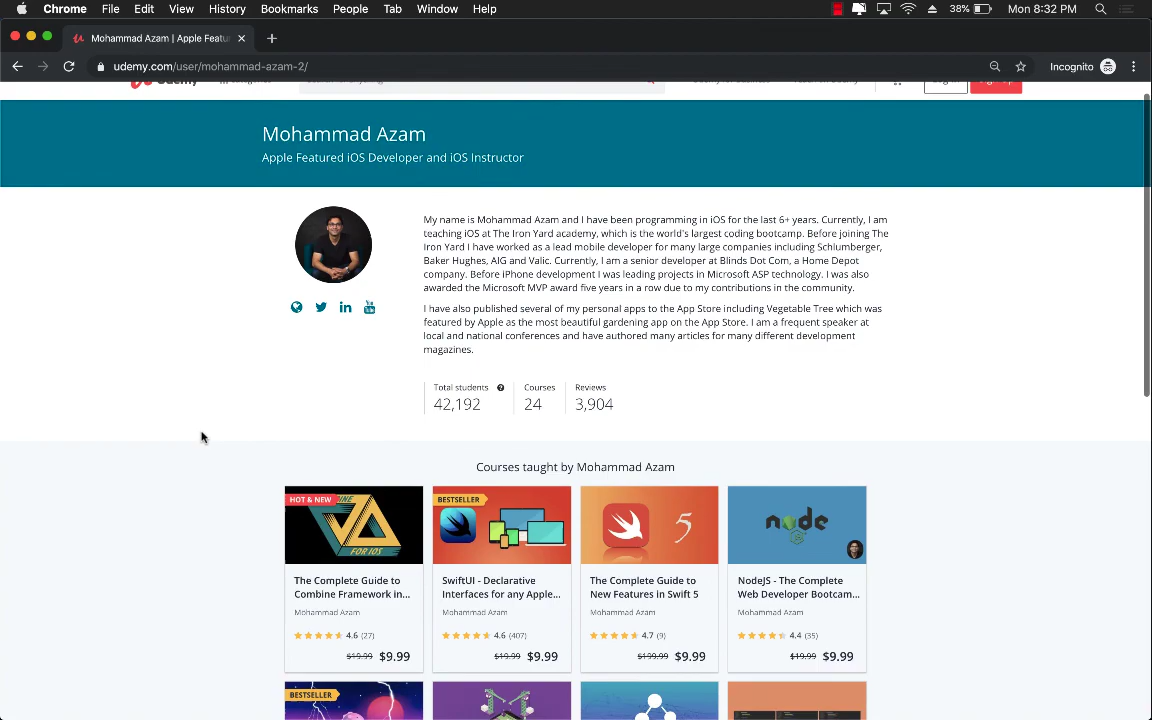 Chrome File Edit View History Bookmarks People Tab Window Help 38% Mon 8:32 PM
Mohammad Azam | Apple Featu
udemy.com/user/mohammad-azam-2/ Incognito
Mohammad Azam
Apple Featured iOS Developer and iOS Instructor
My name is Mohammad Azam and I have been programming in iOS for the last 6+ years. Currently, I am
teaching iOS at The Iron Yard academy, which is the world's largest coding bootcamp. Before joining The
Iron Yard I have worked as a lead mobile developer for many large companies including Schlumberger,
Baker Hughes, AIG and Valic. Currently, I am a senior developer at Blinds Dot Com, a Home Depot
company. Before iPhone development I was leading projects in Microsoft ASP technology. I was also
awarded the Microsoft MVP award five years in a row due to my contributions in the community.
I have also published several of my personal apps to the App Store including Vegetable Tree which was
featured by Apple as the most beautiful gardening app on the App Store. I am a frequent speaker at
local and national conferences and have authored many articles for many different development
magazines.
Total students Courses Reviews
42,192 24 3,904
Courses taught by Mohammad Azam
HOT & NEW
FOR IOS
The Complete Guide to
Combine Framework in...
Mohammad Azam
4.6 (27)
$19.99 $9.99
BESTSELLER
SwiftUI - Declarative
Interfaces for any Apple...
Mohammad Azam
4.6 (407)
$19.99 $9.99
5
The Complete Guide to
New Features in Swift 5
Mohammad Azam
4.7 (9)
$199.99 $9.99
node
NodeJS - The Complete
Web Developer Bootcam...
Mohammad Azam
4.4 (35)
$19.99 $9.99
BESTSELLER